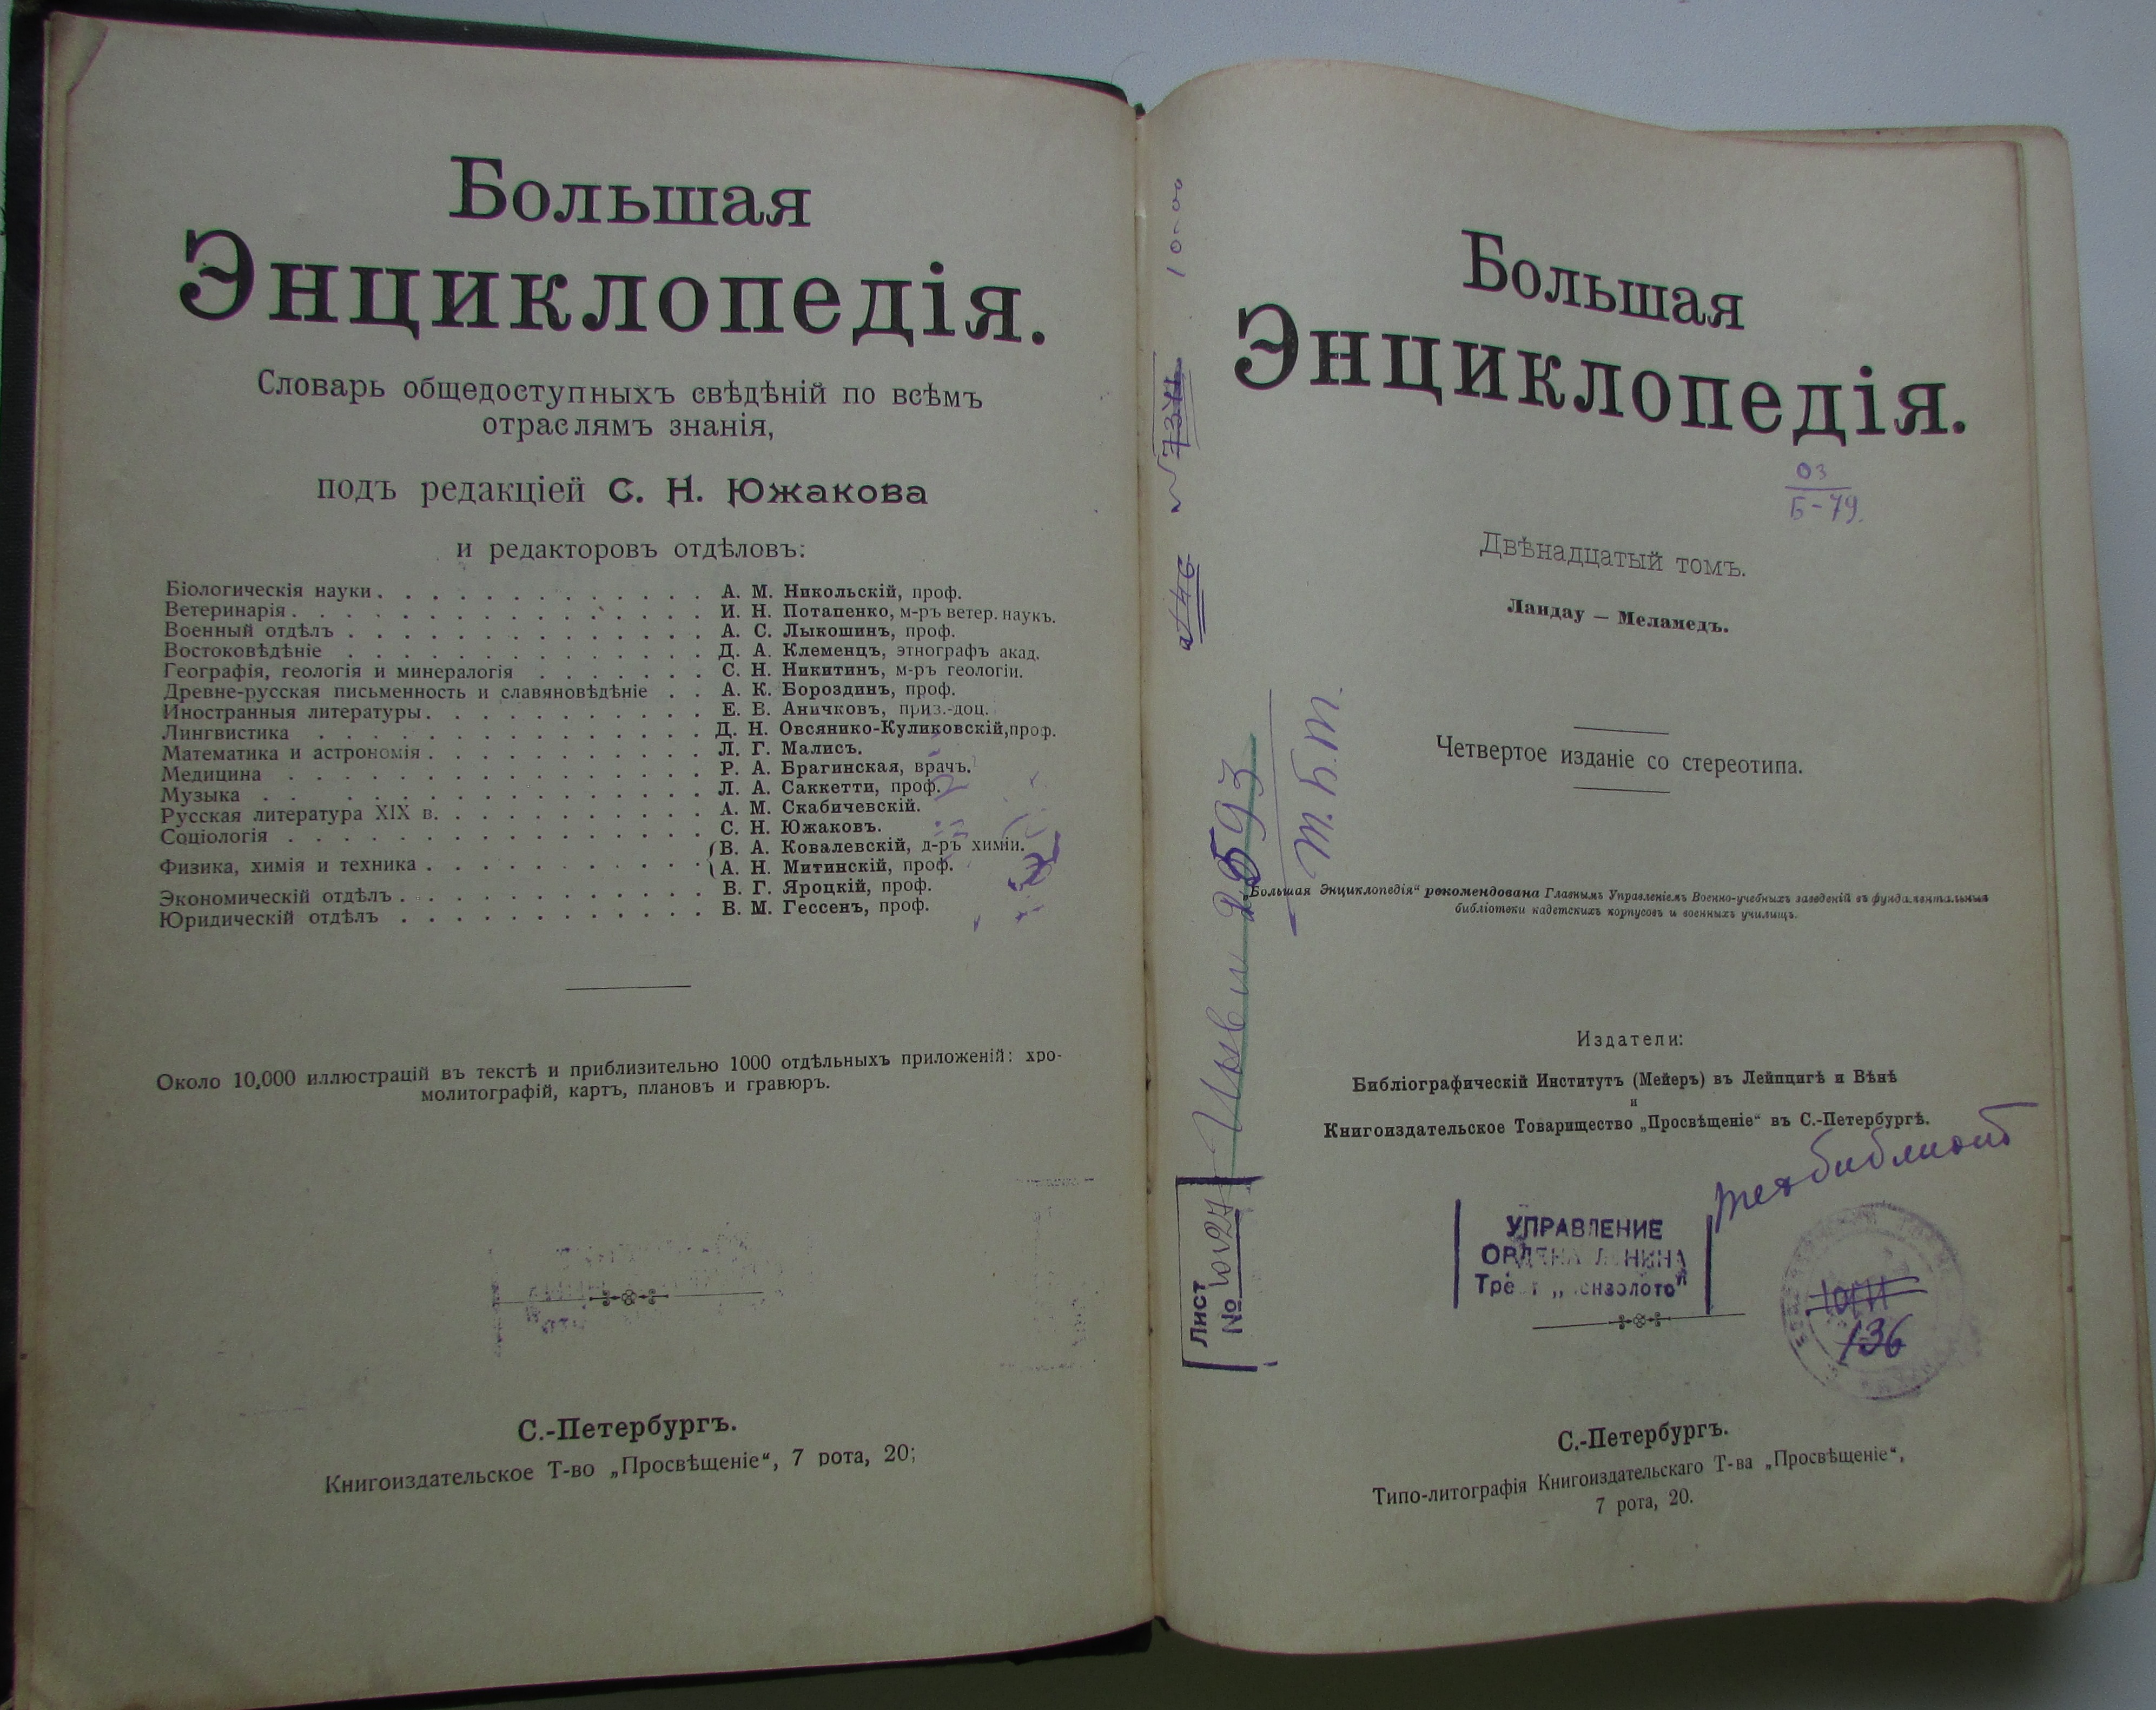 Большая
Энциклопедія.
Словарь общедоступныхъ свѣдѣній по всѣмъ
отраслямъ знанія,
подъ редакціей С. Н. Южакова
и редакторовъ отдѣловъ:
Біологическія науки . . . . . . . . . . . . . А. М. Никольскій, проф.
Ветеринарія . . . . . . . . . . . . . . . . И. Н. Потапенко, м-ръ ветер. наукъ.
Военный отдѣлъ . . . . . . . . . . . . . . А. С. Лыкошинъ, проф.
Востоковѣдѣніе . . . . . . . . . . . . . . Д. А. Клеменцъ, этнографъ акад.
Географія, геологія и минералогія . . . . . . . С. Н. Никитинъ, м-ръ геологіи.
Древне-русская письменность и славяновѣдѣніе . . А. К. Бороздинъ, проф.
Иностранныя литературы . . . . . . . . . . . Е. В. Аничковъ,прив.-доц.
Лингвистика . . . . . . . . . . . . . . . Д. Н. Овсянико-Куликовскій, проф.
Математика и астрономія . . . . . . . . . . . Л. Г. Малисъ.
Медицина . . . . . . . . . . . . . . . . Р. А. Брагинская, врачъ.
Музыка . . . . . . . . . . . . . . . . . Л. А. Саккетти, проф.
Русская литература XIX в. . . . . . . . . . . А. М. Скабичевскій.
Соціологія . . . . . . . . . . . . . . . . С. Н. Южаковъ.
Физика, химія и техника . . . . . . . . . . . В. А. Ковалевскій, д-ръ химіи.
А. Н. Митинскій, проф.
Экономическій отдѣлъ . . . . . . . . . . . . В. Г. Яроцкій, проф.
Юридическій отдѣлъ . . . . . . . . . . . . В. М. Гессенъ, проф.
Около 10,000 иллюстрацій въ текстѣ и приблизительно 1000 отдѣльныхъ приложеній: хро-
молитографій, картъ, плановъ и гравюръ.
С.-Петербургъ.
Книгоиздательское Т-во „Просвѣщеніе“, 7 рота, 20;
Большая
Энциклопедія.
03
Б-79.
Двѣнадцатый томъ.
Ландау — Меламедъ.
Четвертое изданіе со стереотипа.
„Большая Энциклопедія“ рекомендована Главнымъ Управленіемъ Военно-учебныхъ заведеній въ фундаментальныя
библіотеки кадетскихъ корпусовъ и военныхъ училищъ.
Издатели:
Библіографическій Институтъ (Мейеръ) въ Лейпцигѣ и Вѣнѣ
и
Книгоиздательское Товарищество „Просвѣщеніе“ въ С.-Петербургѣ.
техбиблиот
УПРАВЛЕНИЕ
ОРДЕНА ЛЕНИНА
Трест „Лензолото"
136
Лист
№
С.-Петербургъ.
Типо-литографія Книгоиздательскаго Т-ва „Просвѣщеніе“,
7 рота, 20.